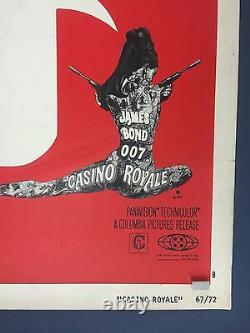 JAMES
BOND
007
"CASINO ROYALE"
PANAVISION® TECHNICOLOR®
A COLUMBIA PICTURES RELEASE
B
"CASINO ROYALE" 67/72